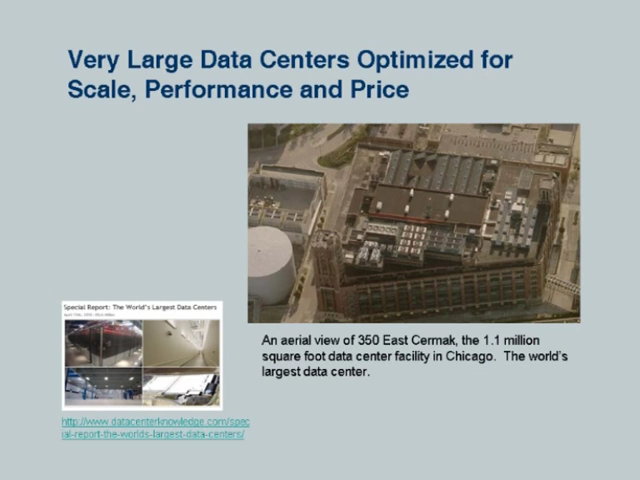 Very Large Data Centers Optimized for
Scale, Performance and Price
Special Report: The World's Largest Data Centers
An aerial view of 350 East Cermak, the 1.1 million
square foot data center facility in Chicago. The world's
largest data center.
http://www.datacenterknowledge.com/spec
ial-report-the-worlds-largest-data-centers/